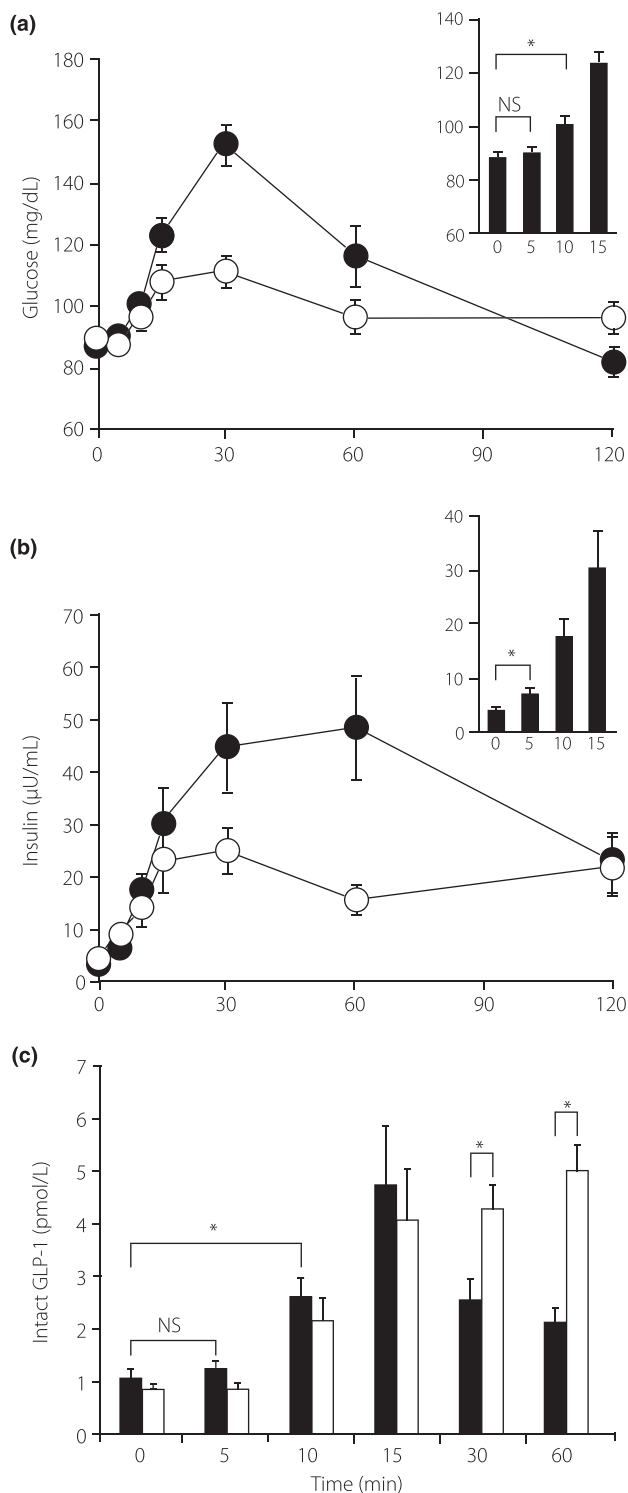 (a)
Glucose (mg/dL)
180
160
140
120
100
80
60
0 30 60 90 120
140
120
100
80
60
*
NS
0 5 10 15
(b)
Insulin (µU/mL)
70
60
50
40
30
20
10
0
0 30 60 90 120
40
30
20
10
0
*
0 5 10 15
(c)
Intact GLP-1 (pmol/L)
7
6
5
4
3
2
1
0
NS
*
*
*
0 5 10 15 30 60
Time (min)